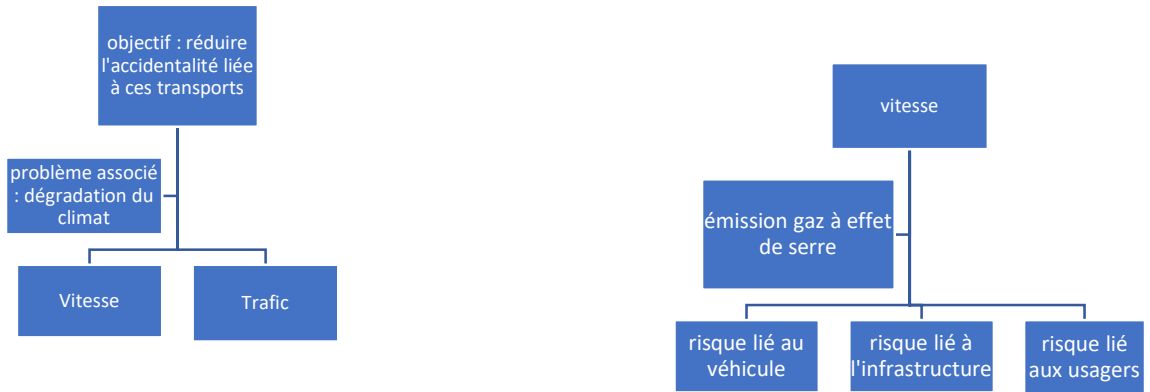 objectif : réduire
l'accidentalité liée
à ces transports
problème associé
: dégradation du
climat
Vitesse
Trafic
vitesse
émission gaz à effet
de serre
risque lié au
véhicule
risque lié à
l'infrastructure
risque lié
aux usagers